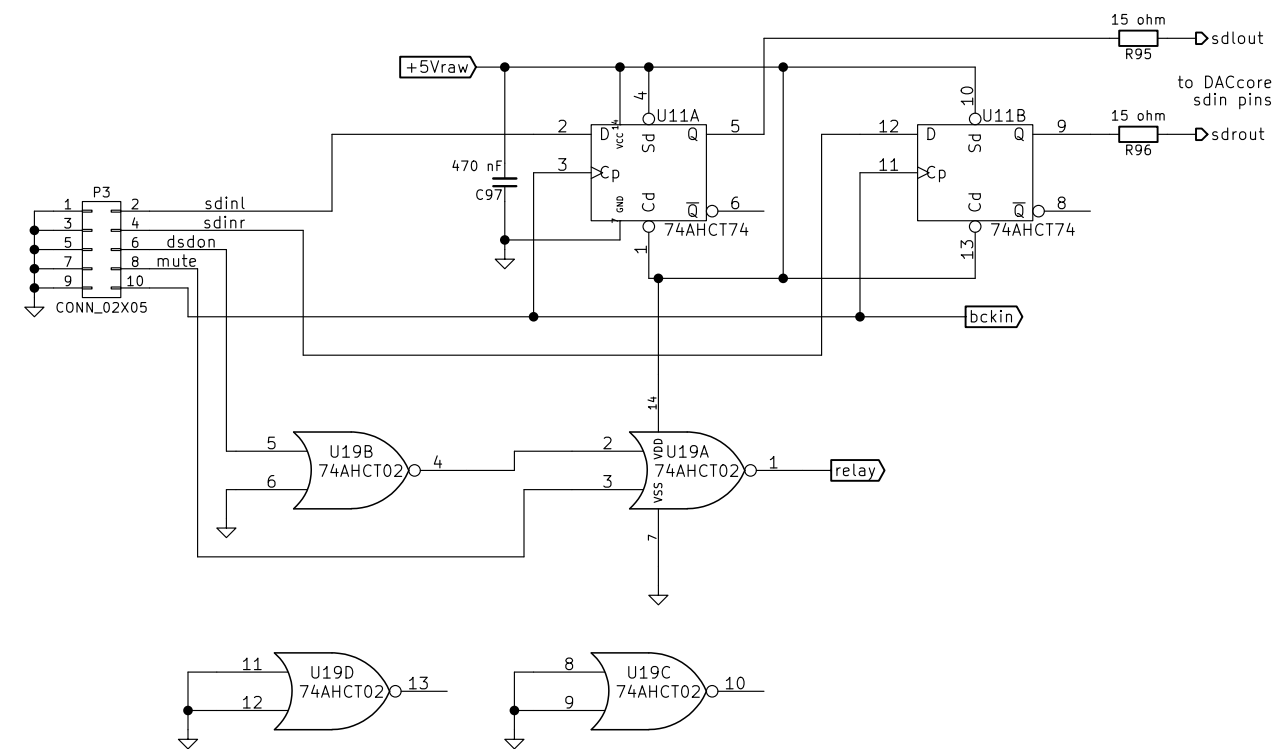 15 ohm
sdlout
R95
+5Vraw
to DACcore
sdin pins
4
10
U11A
U11B
15 ohm
2
D
VCC
14
Sd
Q
5
12
D
Sd
Q
9
sdrout
R96
470 nF
C97
3
Cp
11
Cp
GND
7
Cd
Q
6
Cd
Q
8
74AHCT74
74AHCT74
1
13
P3
1
2
sdinl
3
4
sdinr
5
6
dsdon
7
8
mute
9
10
CONN_02X05
bckin
14
5
U19B
74AHCT02
4
6
2
VDD
U19A
74AHCT02
1
relay
3
VSS
7
11
U19D
74AHCT02
13
12
8
U19C
74AHCT02
10
9